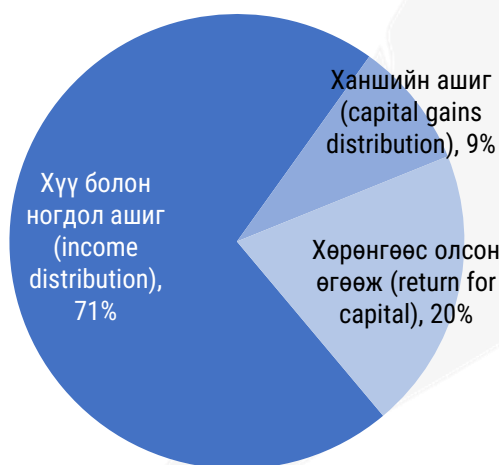 Ханшийн ашиг
(capital gains
distribution), 9%
Хүү болон
ногдол ашиг
(income
distribution),
71%
Хөрөнгөөс олсон
өгөөж (return for
capital), 20%